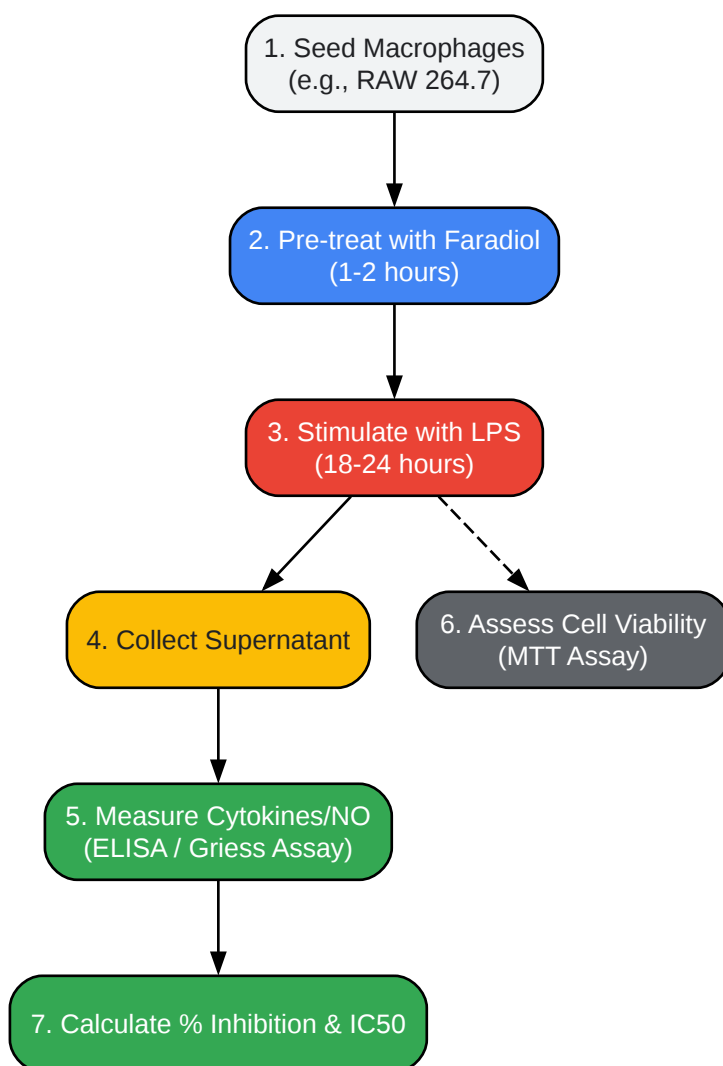 1. Seed Macrophages
(e.g., RAW 264.7)
2. Pre-treat with Faradiol
(1-2 hours)
3. Stimulate with LPS
(18-24 hours)
4. Collect Supernatant
6. Assess Cell Viability
(MTT Assay)
5. Measure Cytokines/NO
(ELISA / Griess Assay)
7. Calculate % Inhibition & IC50